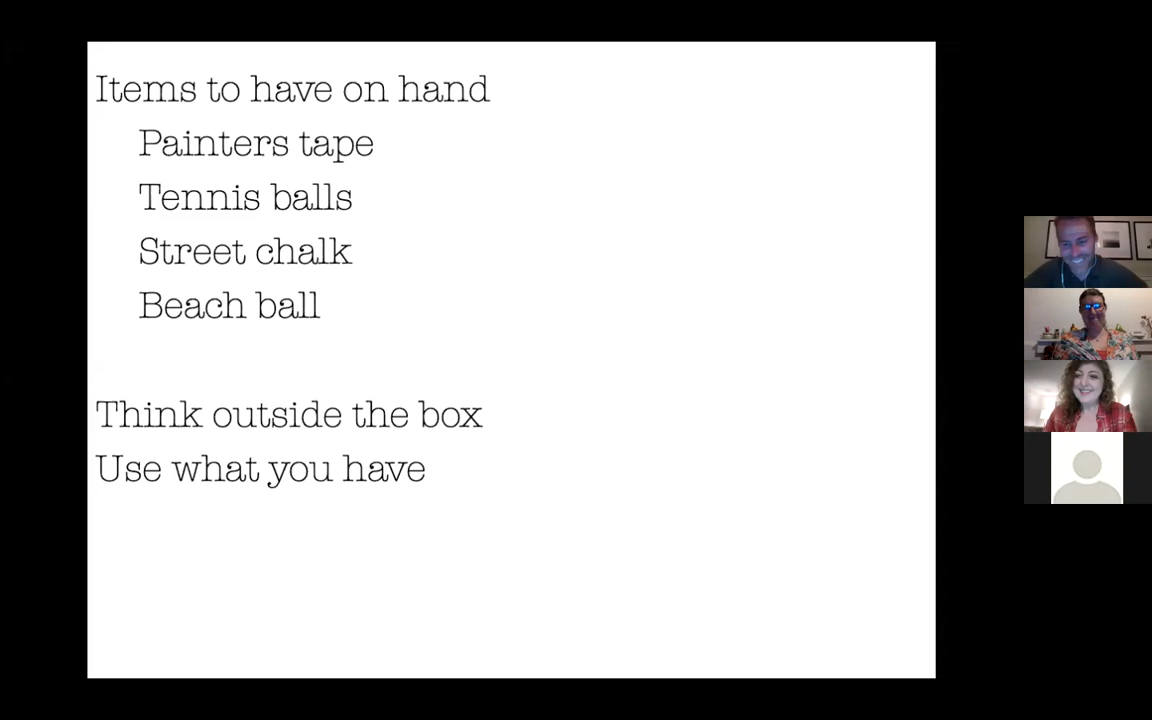 Items to have on hand
Painters tape
Tennis balls
Street chalk
Beach ball
Think outside the box
Use what you have